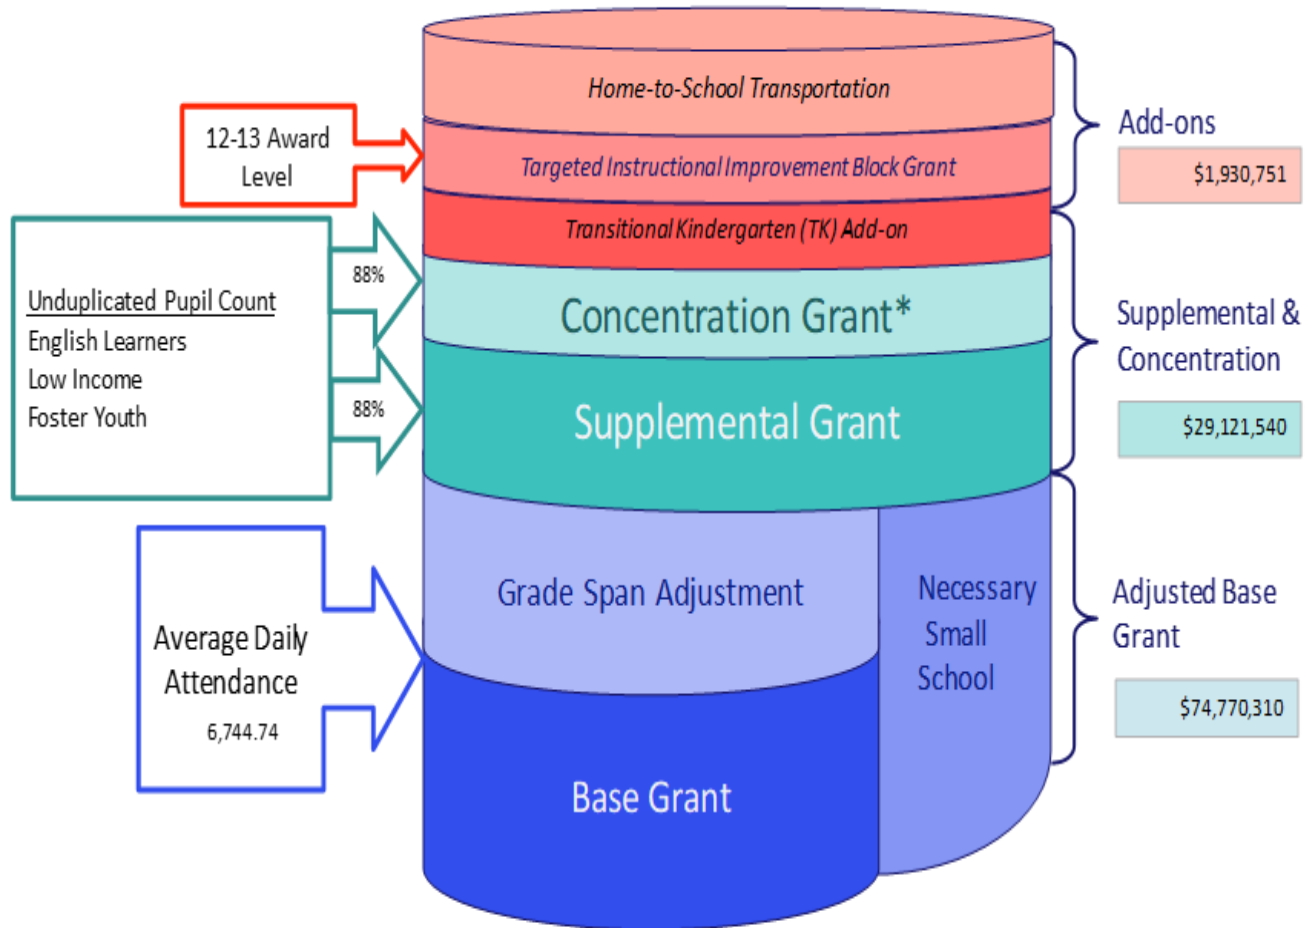 Home-to-School Transportation
12-13 Award
Level
Targeted Instructional Improvement Block Grant
Add-ons
$1,930,751
Transitional Kindergarten (TK) Add-on
88%
Unduplicated Pupil Count
English Learners
Low Income
Foster Youth
88%
Concentration Grant*
Supplemental Grant
Supplemental &
Concentration
$29,121,540
Grade Span Adjustment
Necessary
Small
School
Adjusted Base
Grant
$74,770,310
Average Daily
Attendance
6,744.74
Base Grant